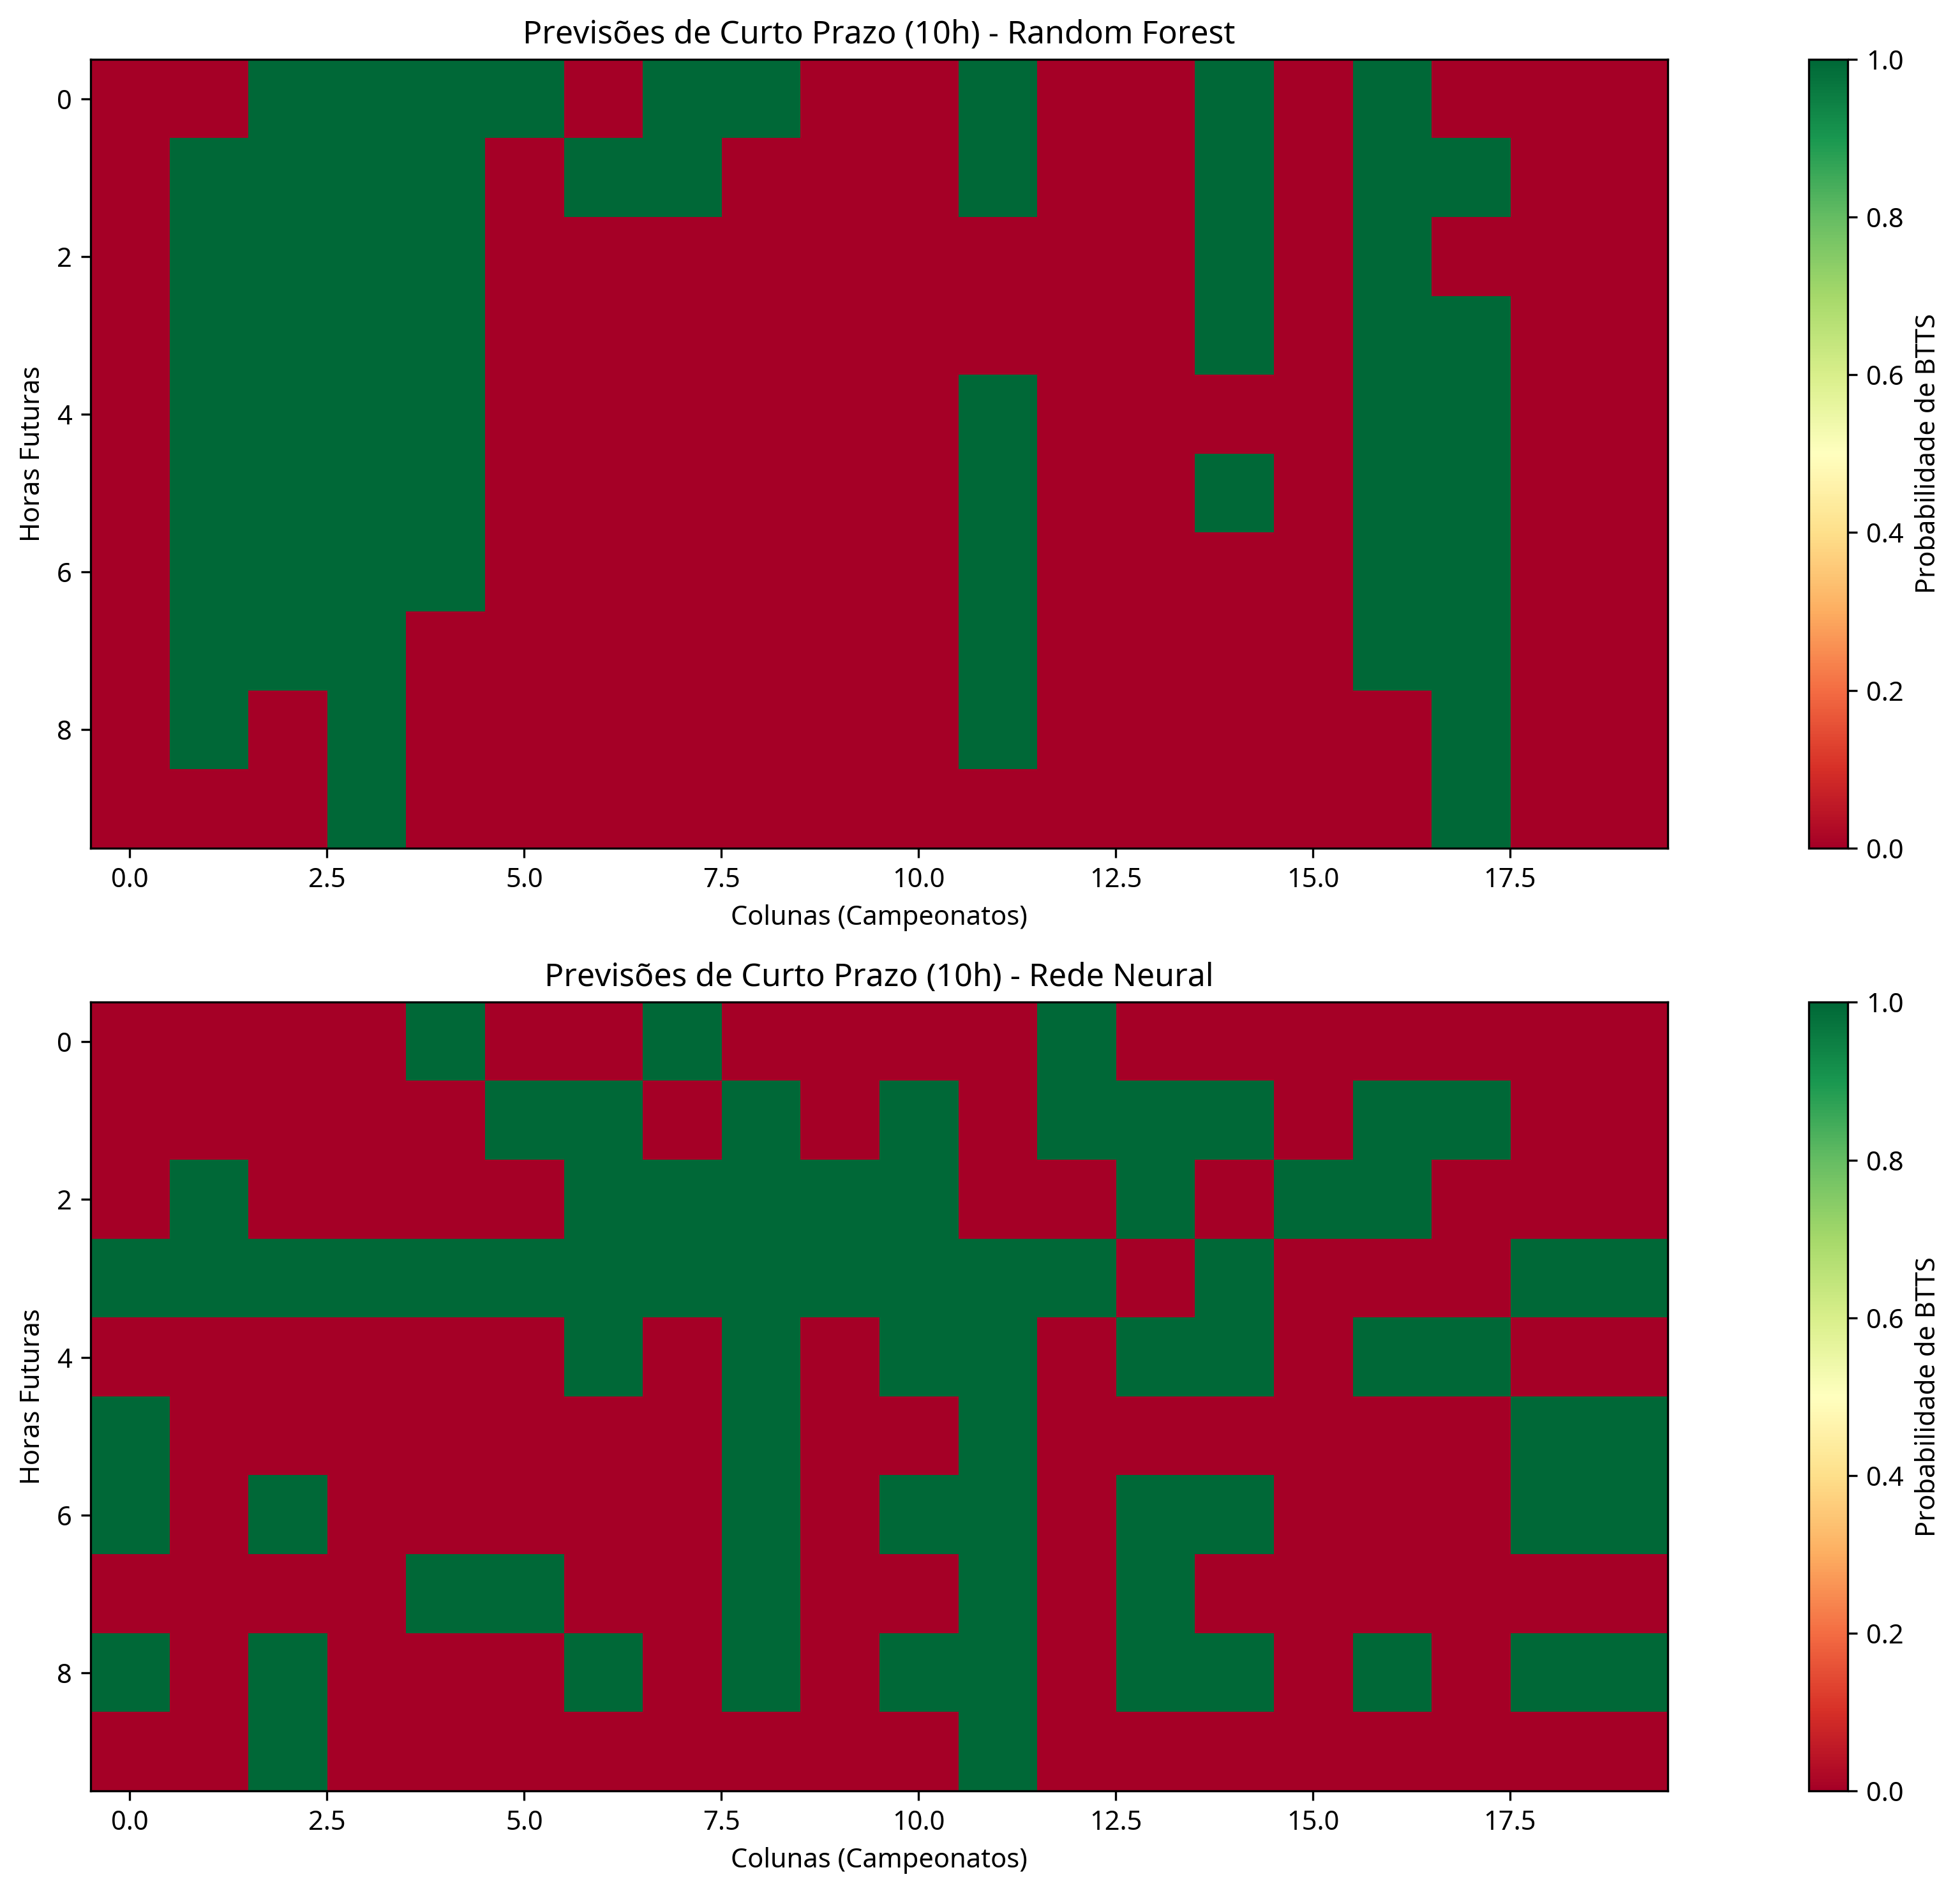 Previsões de Curto Prazo (10h) - Random Forest
Horas Futuras
0
2
4
6
8
0.0 2.5 5.0 7.5 10.0 12.5 15.0 17.5
Colunas (Campeonatos)
1.0
0.8
0.6
0.4
0.2
0.0
Probabilidade de BTTS
Previsões de Curto Prazo (10h) - Rede Neural
Horas Futuras
0
2
4
6
8
0.0 2.5 5.0 7.5 10.0 12.5 15.0 17.5
Colunas (Campeonatos)
1.0
0.8
0.6
0.4
0.2
0.0
Probabilidade de BTTS